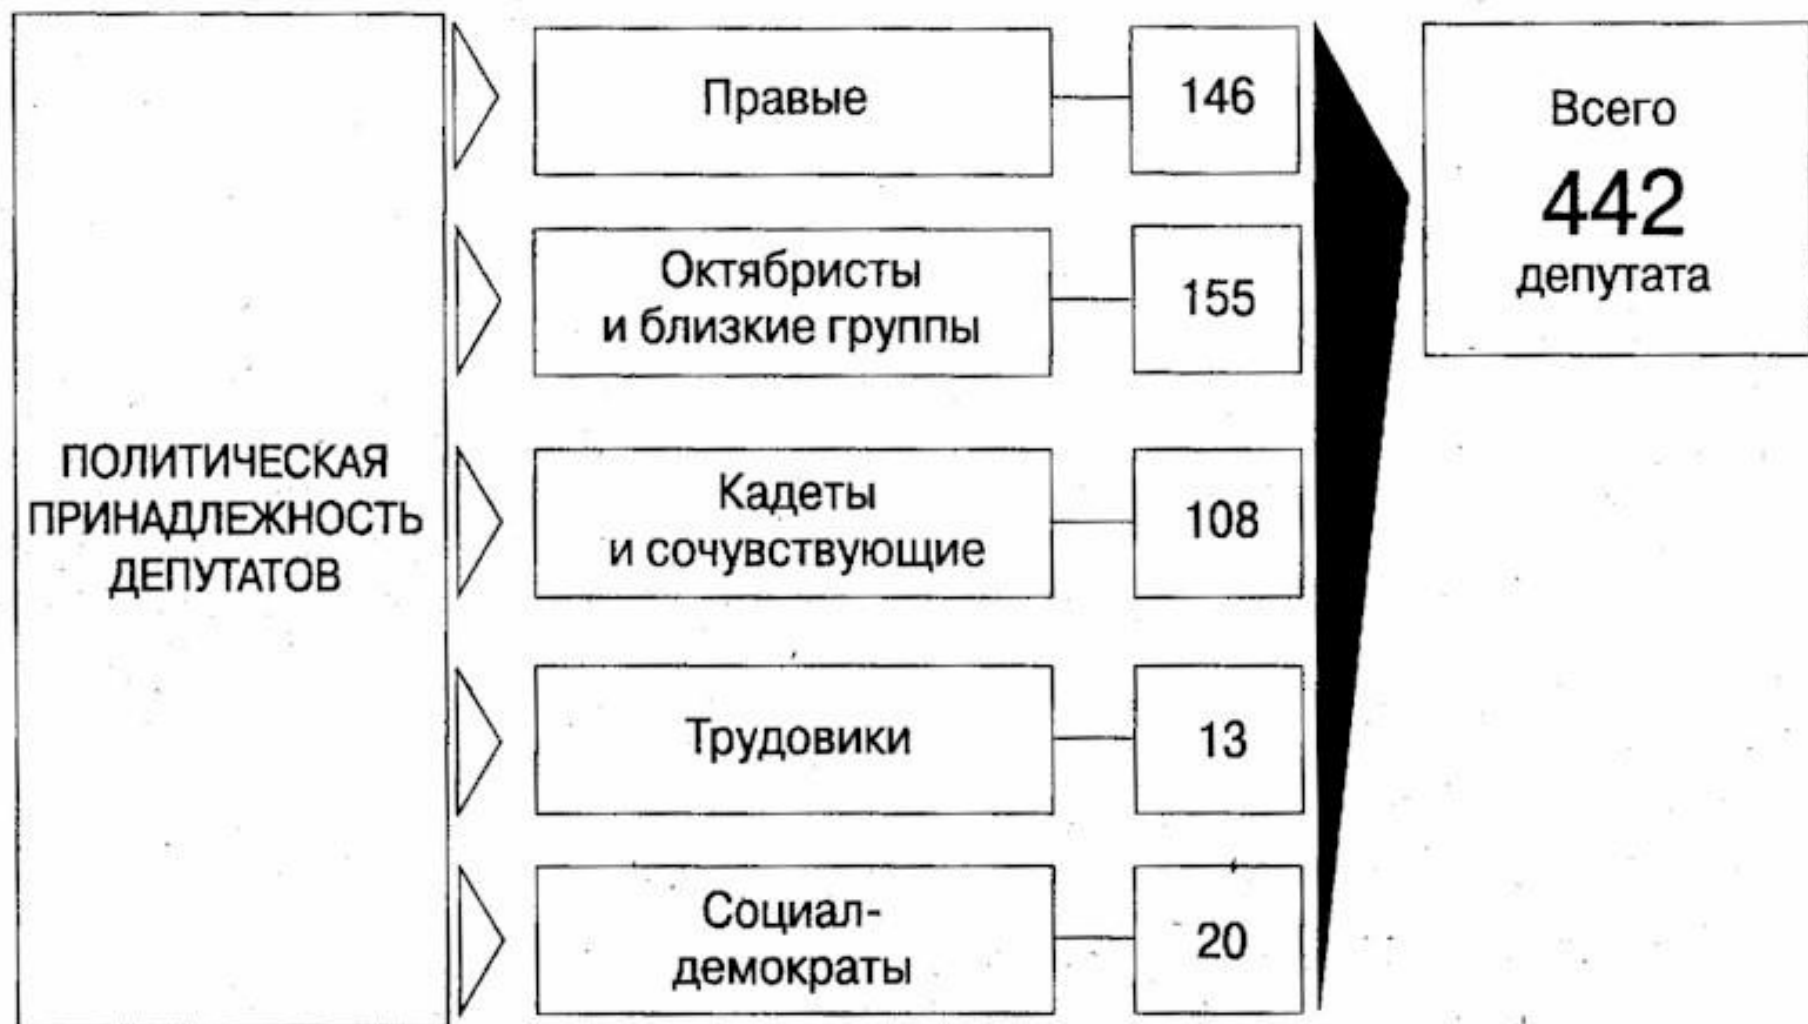 ПОЛИТИЧЕСКАЯ
ПРИНАДЛЕЖНОСТЬ
ДЕПУТАТОВ
Правые
146
Октябристы
и близкие группы
155
Кадеты
и сочувствующие
108
Трудовики
13
Социал-
демократы
20
Всего
442
депутата